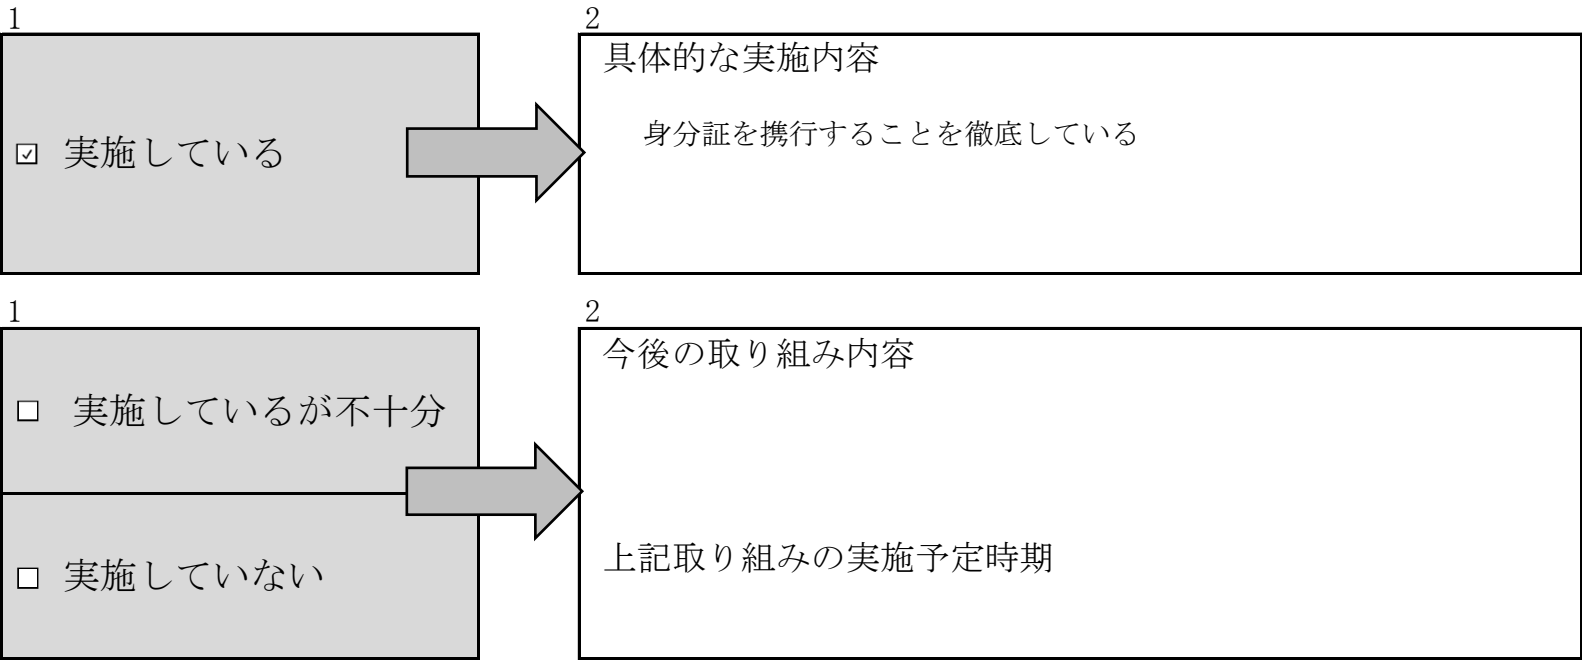 1
2
☑ 実施している
具体的な実施内容
身分証を携行することを徹底している
1
2
☐ 実施しているが不十分
☐ 実施していない
今後の取り組み内容
上記取り組みの実施予定時期